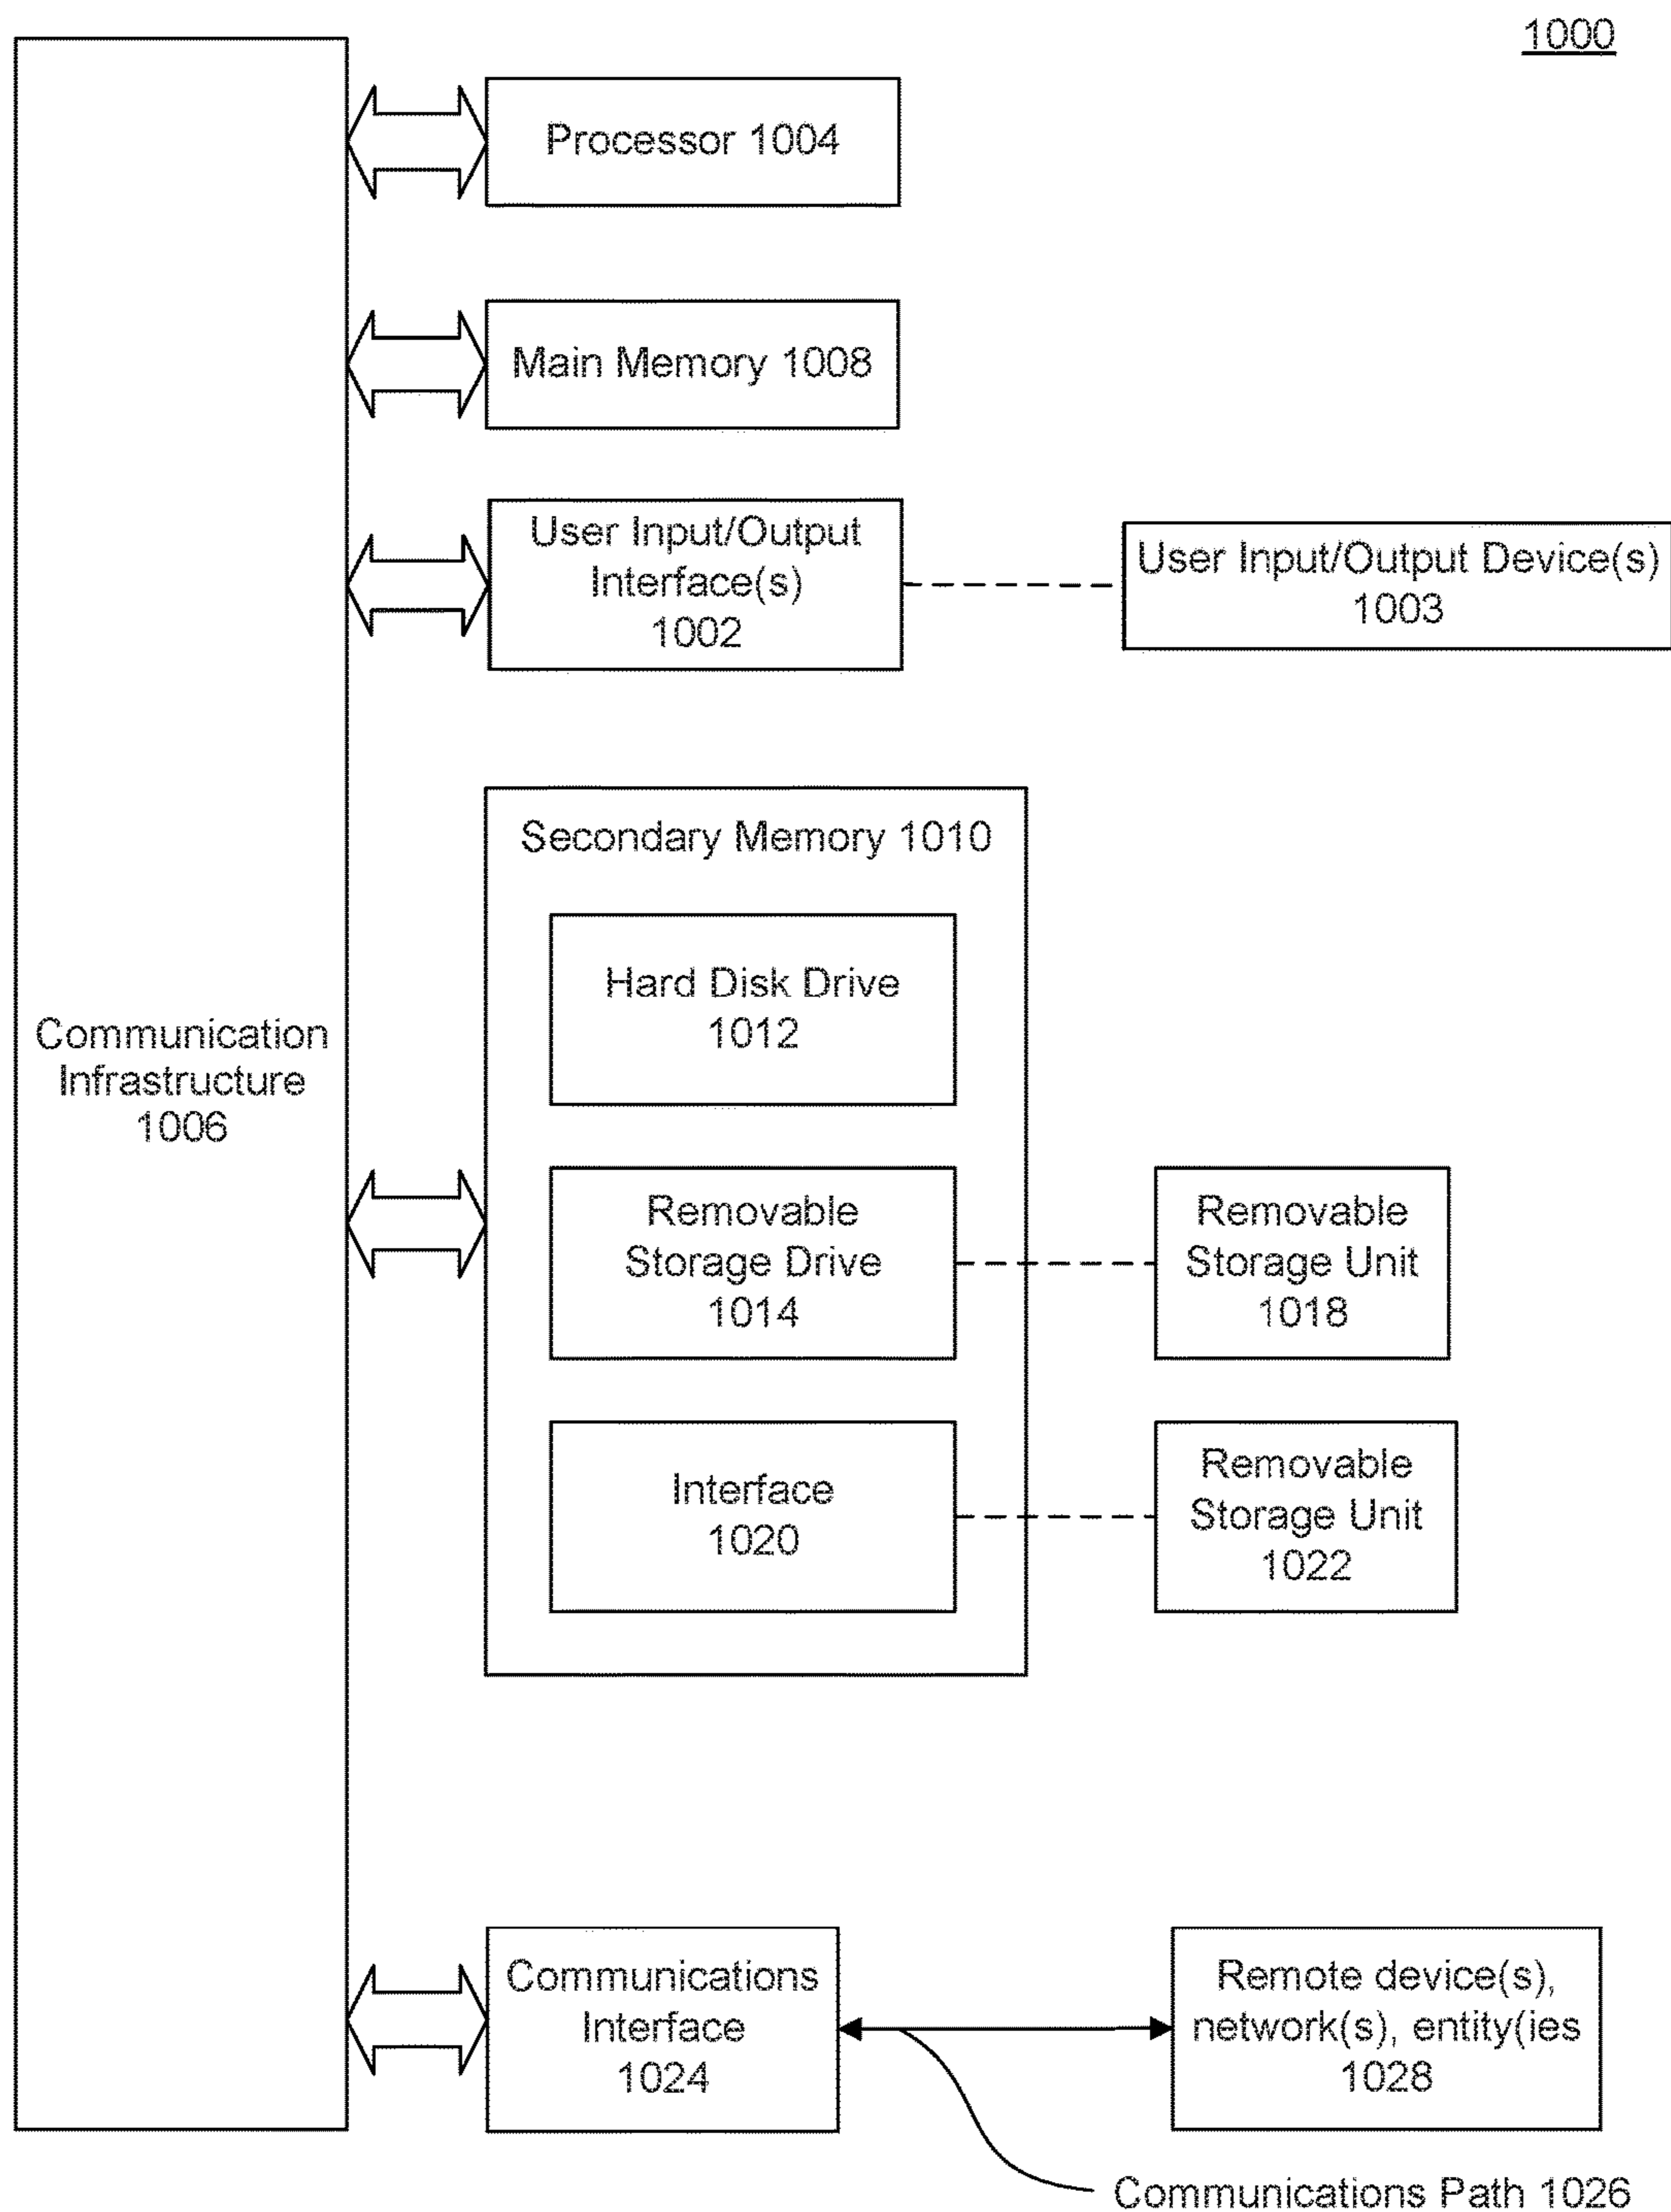 1000
Processor 1004
Main Memory 1008
User Input/Output
Interface(s)
1002
User Input/Output Device(s)
1003
Secondary Memory 1010
Hard Disk Drive
1012
Communication
Infrastructure
1006
Removable
Storage Drive
1014
Removable
Storage Unit
1018
Interface
1020
Removable
Storage Unit
1022
Communications
Interface
1024
Remote device(s),
network(s), entity(ies
1028
Communications Path 1026